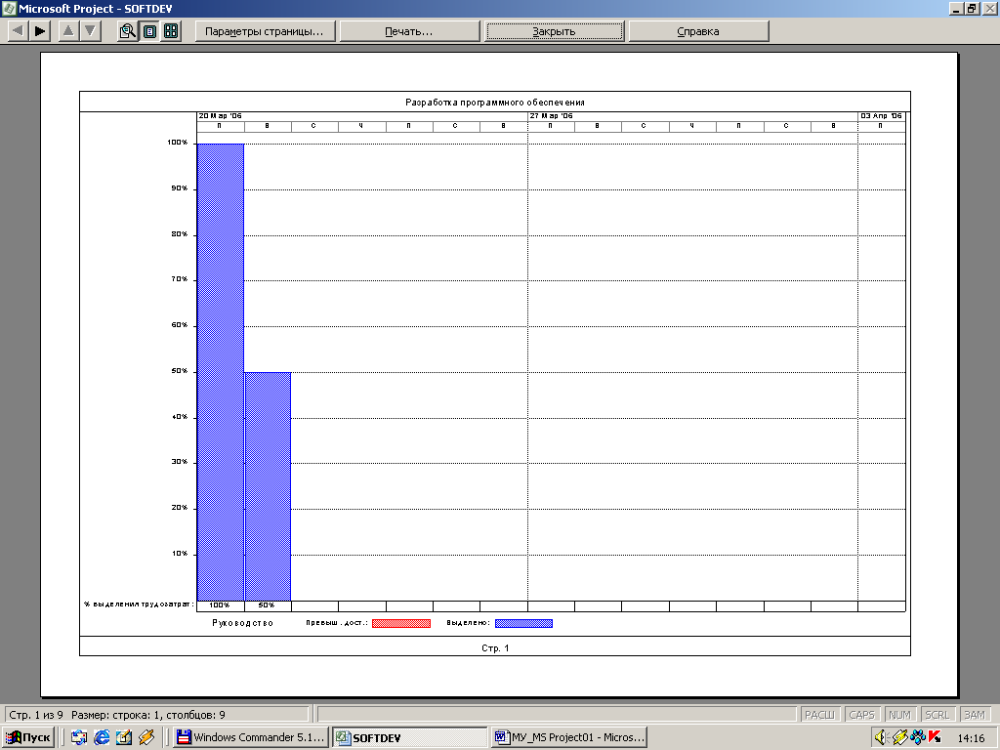 Microsoft Project - SOFTDEV
Параметры страницы... Печать... Закрыть Справка
Разработка программного обеспечения
20 Мар '06 27 Мар '06 03 Апр '06
П В С Ч П С В П В С Ч П С В П
100%
90%
80%
70%
60%
50%
40%
30%
20%
10%
% выделения трудозатрат: 100% 50%
Руководство Превыш. дост.: Выделено:
Стр. 1
Стр. 1 из 9 Размер: строка: 1, столбцов: 9 РАСШ CAPS NUM SCRL ЗАМ
Пуск Windows Commander 5.1... SOFTDEV МУ_MS Project01 - Micros... 14:16